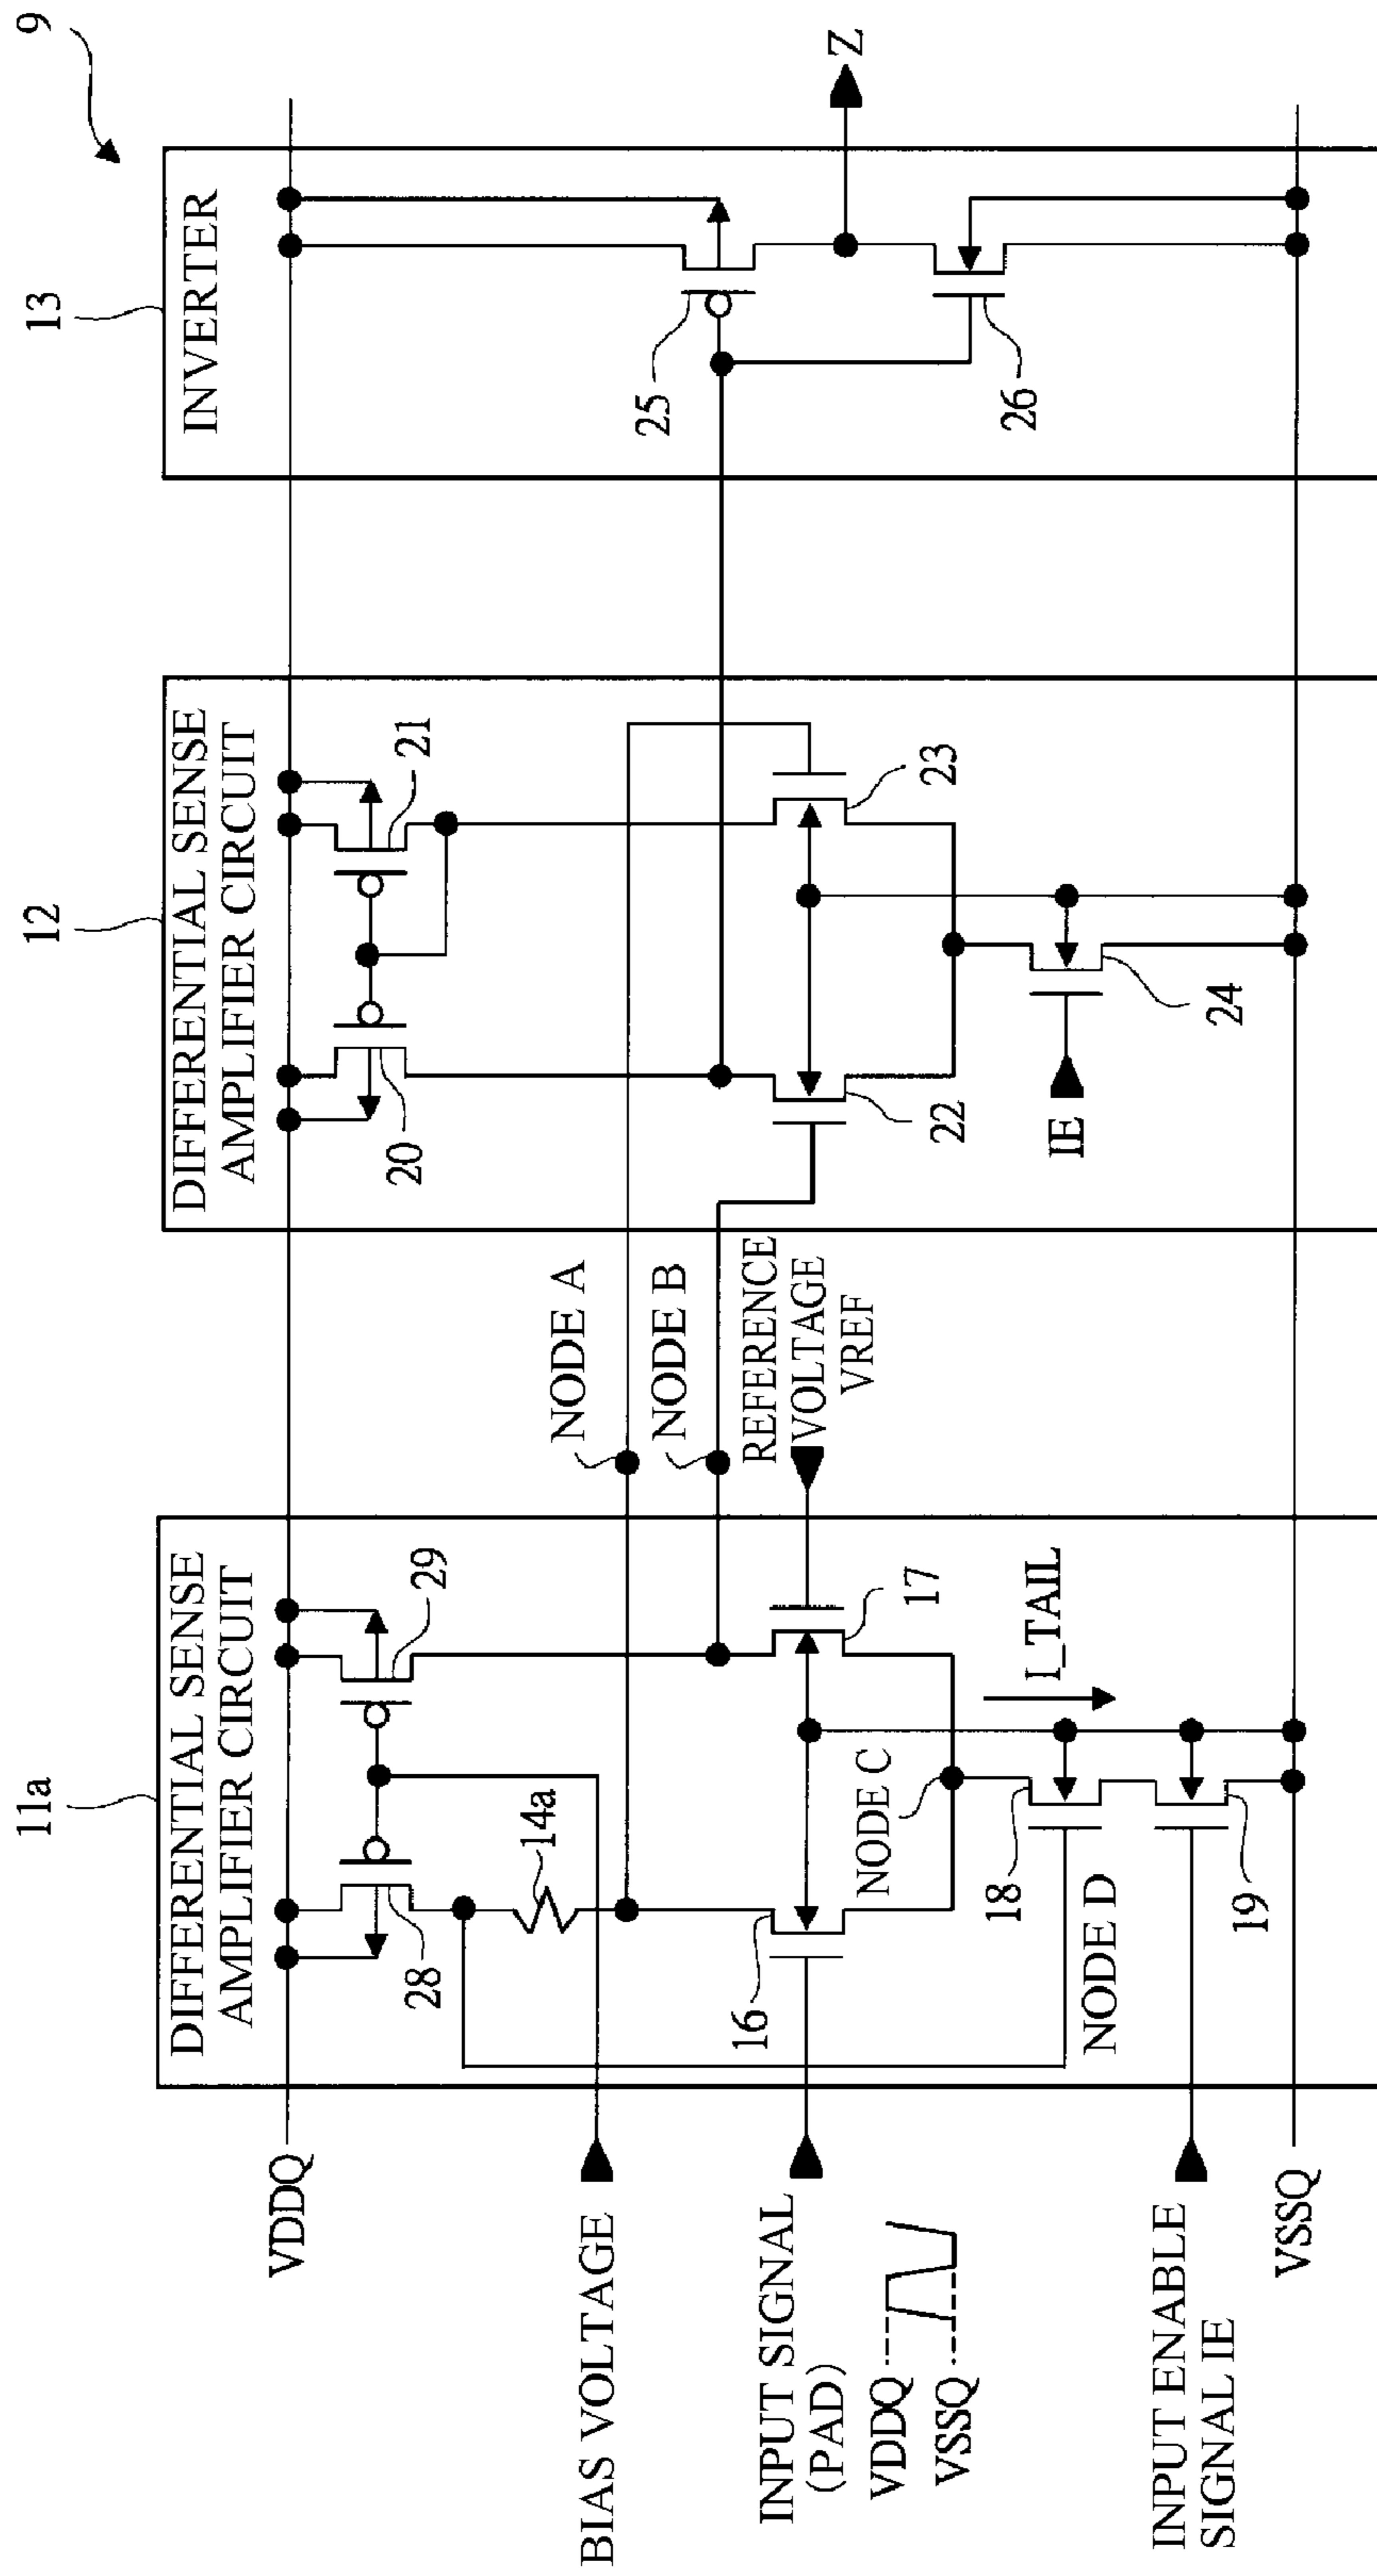 9
11a
12
13
DIFFERENTIAL SENSE
AMPLIFIER CIRCUIT
DIFFERENTIAL SENSE
AMPLIFIER CIRCUIT
INVERTER
VDDQ
28
29
20
21
14a
BIAS VOLTAGE
NODE A
NODE B
25
REFERENCE
VOLTAGE
VREF
INPUT SIGNAL
(PAD)
VDDQ
VSSQ
16
17
22
23
Z
NODE C
I_TAIL
18
NODE D
26
IE
24
INPUT ENABLE
SIGNAL IE
19
VSSQ